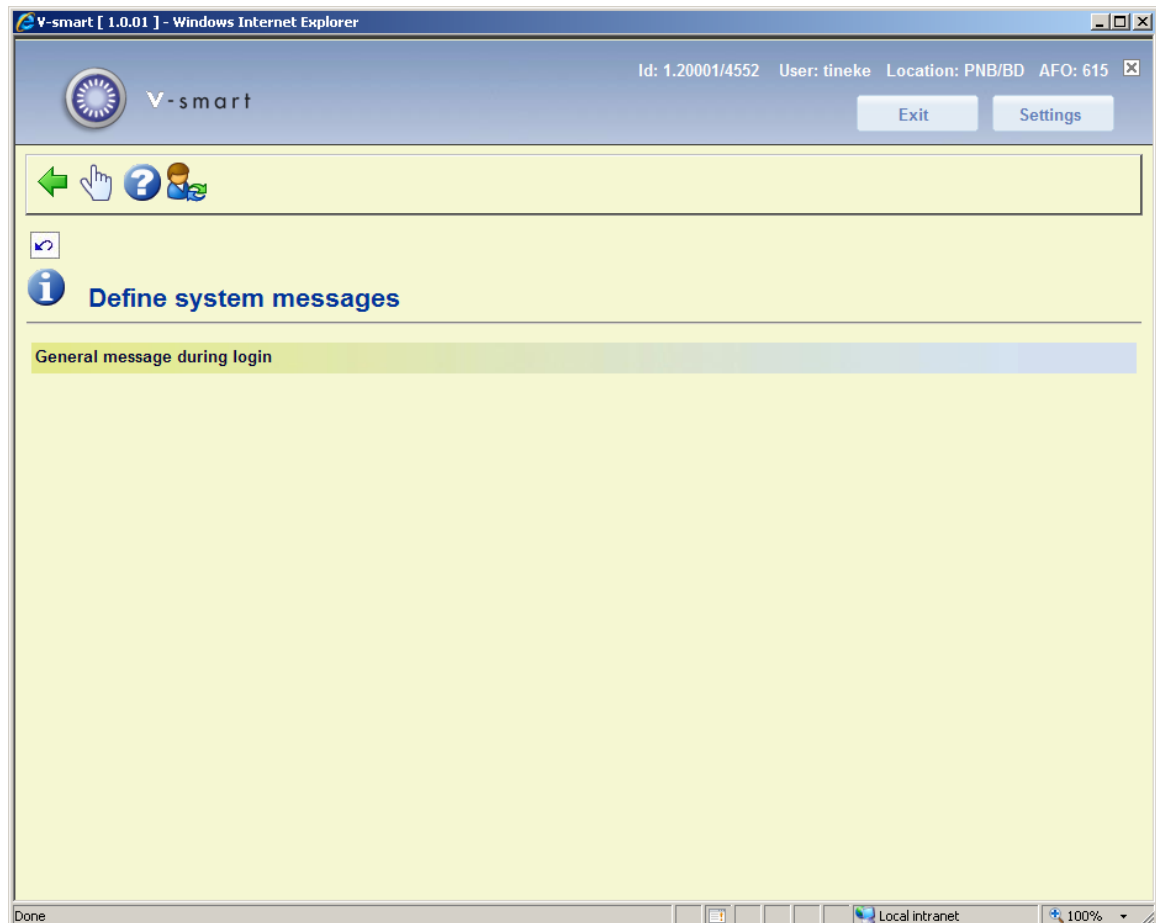 V-smart [ 1.0.01 ] - Windows Internet Explorer
Id: 1.20001/4552 User: tineke Location: PNB/BD AFO: 615
V-smart
Exit Settings
Define system messages
General message during login
Done Local intranet 100%